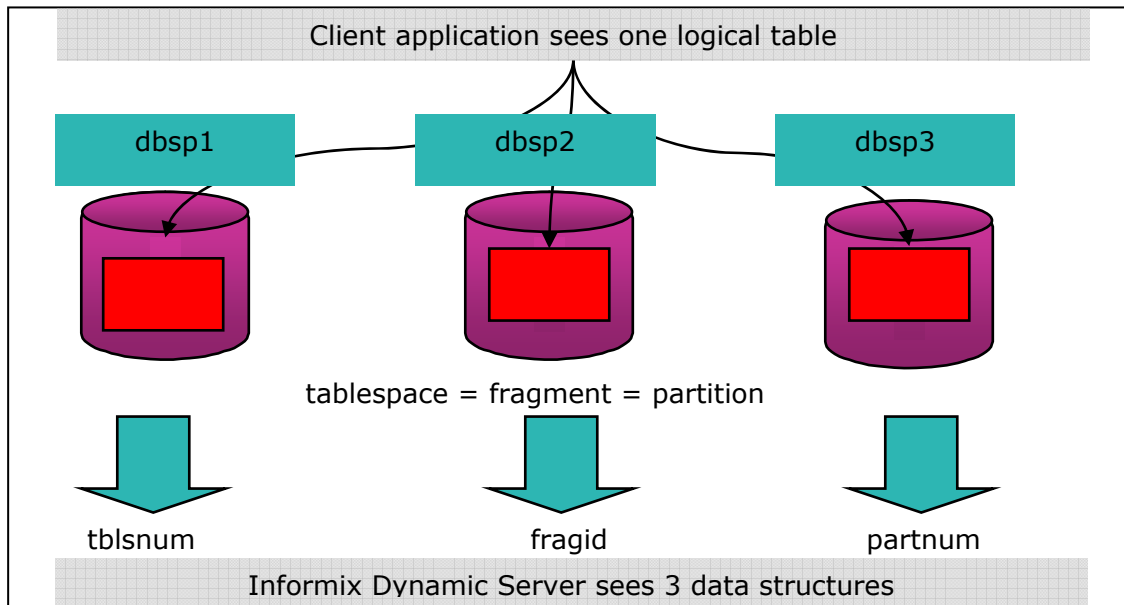 Client application sees one logical table
dbsp1
dbsp2
dbsp3
tablespace = fragment = partition
tblsnum
fragid
partnum
Informix Dynamic Server sees 3 data structures